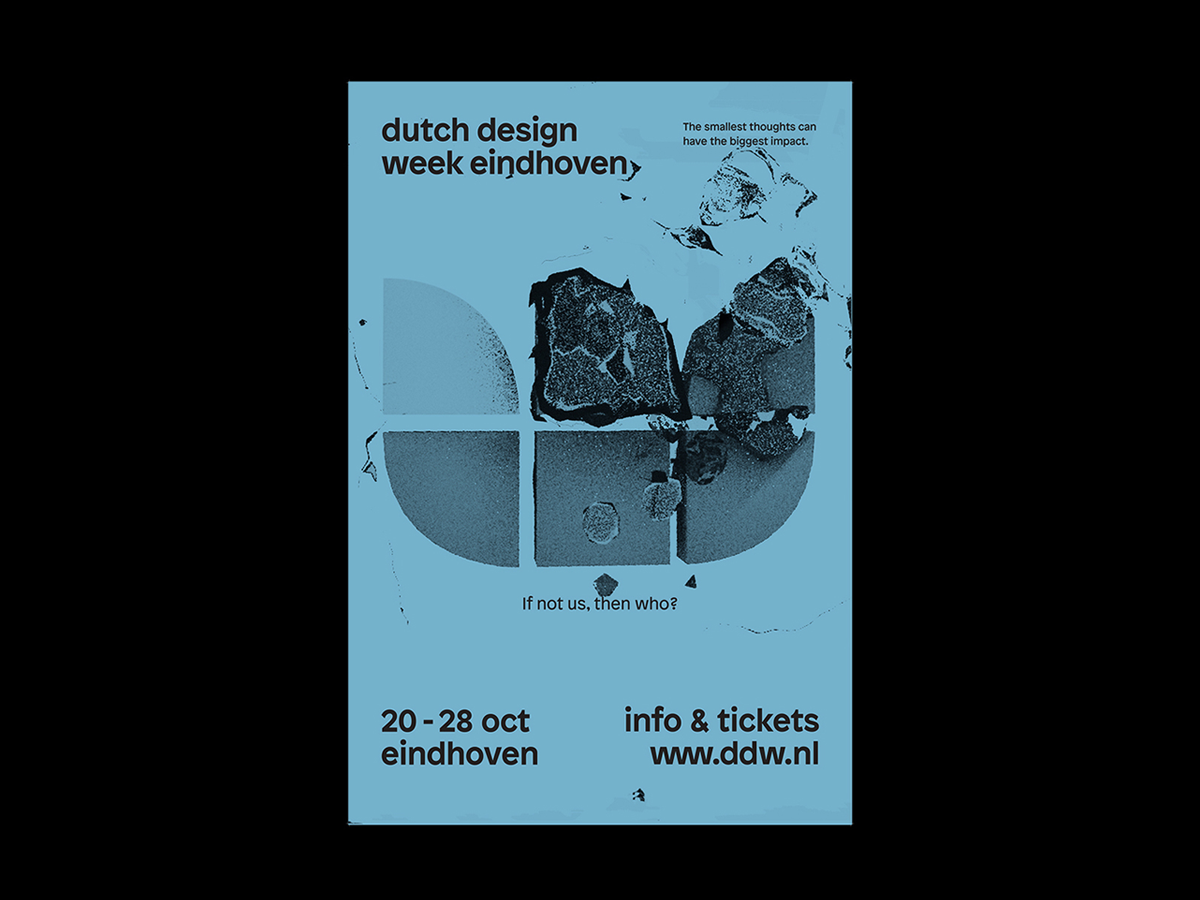 dutch design
week eindhoven
The smallest thoughts can
have the biggest impact.
If not us, then who?
20 - 28 oct
eindhoven
info & tickets
www.ddw.nl